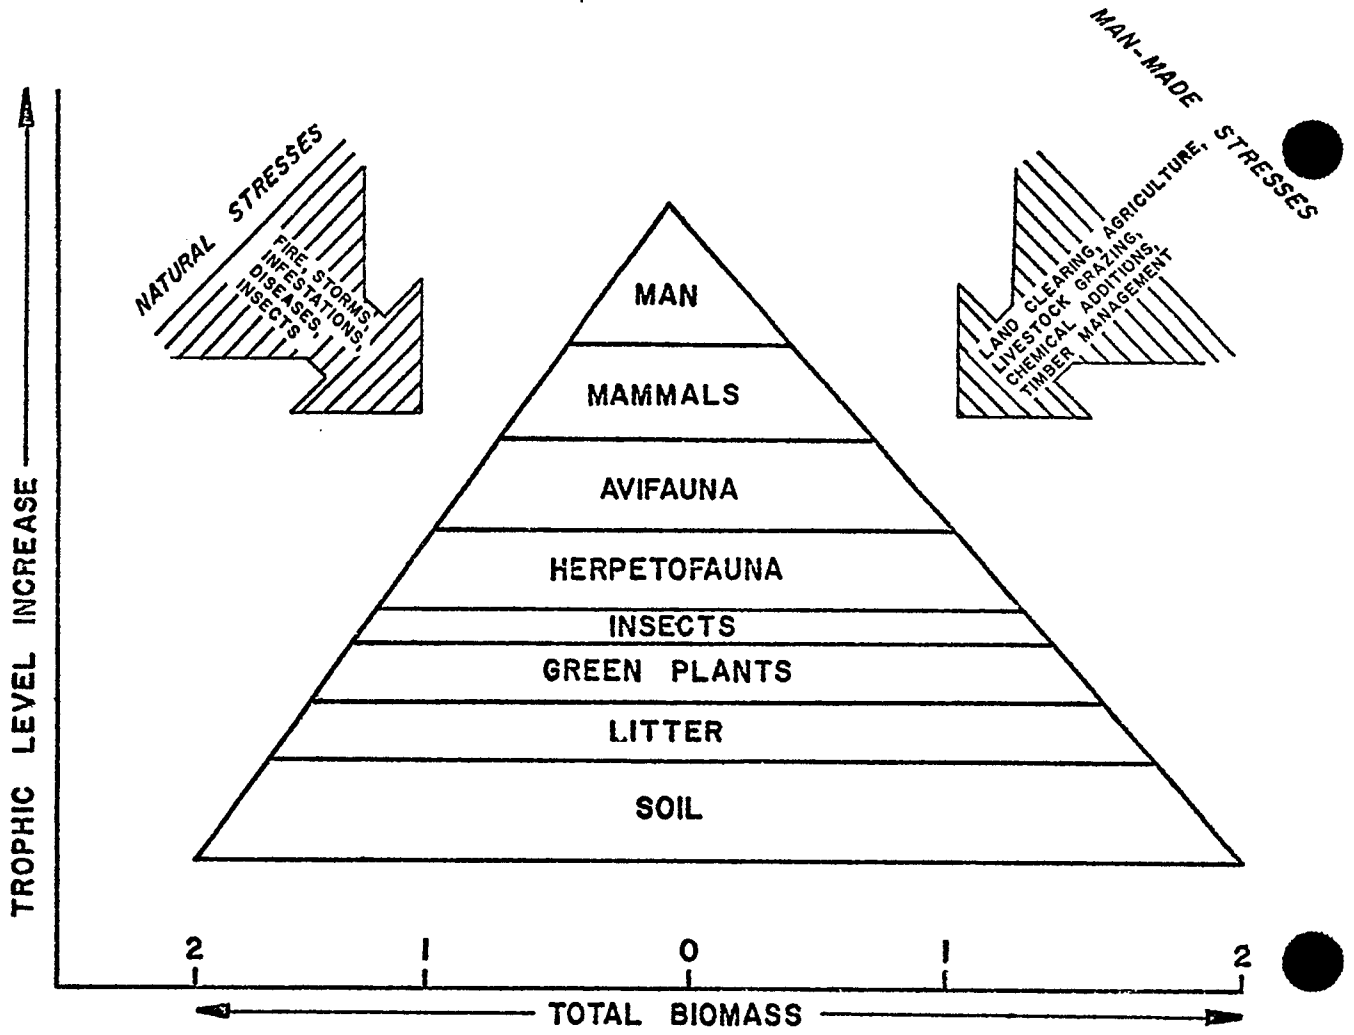 MAN-MADE STRESSES
NATURAL STRESSES
FIRE, STORMS,
INFESTATIONS,
DISEASES,
INSECTS
LAND CLEARING, AGRICULTURE,
LIVESTOCK GRAZING,
CHEMICAL ADDITIONS,
TIMBER MANAGEMENT
MAN
MAMMALS
AVIFAUNA
HERPETOFAUNA
INSECTS
GREEN PLANTS
LITTER
SOIL
TROPHIC LEVEL INCREASE
2 1 0 1 2
TOTAL BIOMASS